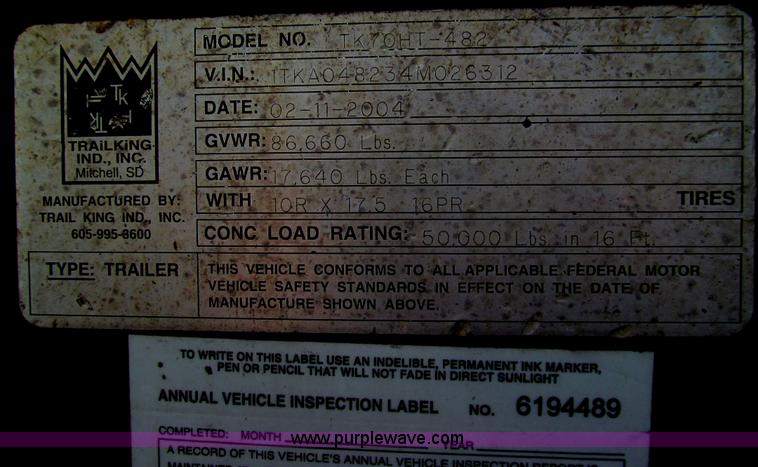 MODEL NO. TK70HT-482
V.I.N.: 1TKA048234M026312
DATE: 02-11-2004
GVWR: 86,660 Lbs.
GAWR: 17,640 Lbs. Each
WITH 10R X 17.5 16PR TIRES
CONC LOAD RATING: 50,000 Lbs. in 16 Ft.
TK
TRAILKING
IND., INC.
Mitchell, SD
MANUFACTURED BY:
TRAIL KING IND., INC.
605-995-8600
TYPE: TRAILER
THIS VEHICLE CONFORMS TO ALL APPLICABLE FEDERAL MOTOR
VEHICLE SAFETY STANDARDS IN EFFECT ON THE DATE OF
MANUFACTURE SHOWN ABOVE.
TO WRITE ON THIS LABEL USE AN INDELIBLE, PERMANENT INK MARKER,
PEN OR PENCIL THAT WILL NOT FADE IN DIRECT SUNLIGHT
ANNUAL VEHICLE INSPECTION LABEL NO. 6194489
COMPLETED: MONTH YEAR
www.purplewave.com
A RECORD OF THIS VEHICLE'S ANNUAL VEHICLE INSPECTION REPORT IS